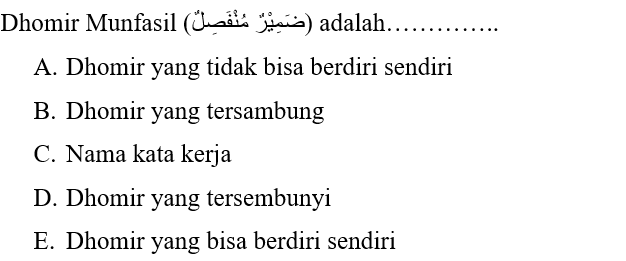 Dhomir Munfasil (ضَمِيْرٌ مُنْفَصِلٌ) adalah…………..
A. Dhomir yang tidak bisa berdiri sendiri
B. Dhomir yang tersambung
C. Nama kata kerja
D. Dhomir yang tersembunyi
E. Dhomir yang bisa berdiri sendiri